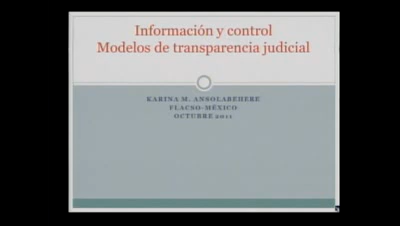 Información y control
Modelos de transparencia judicial
KARINA M. ANSOLABEHERE
FLACSO-MÉXICO
OCTUBRE 2011